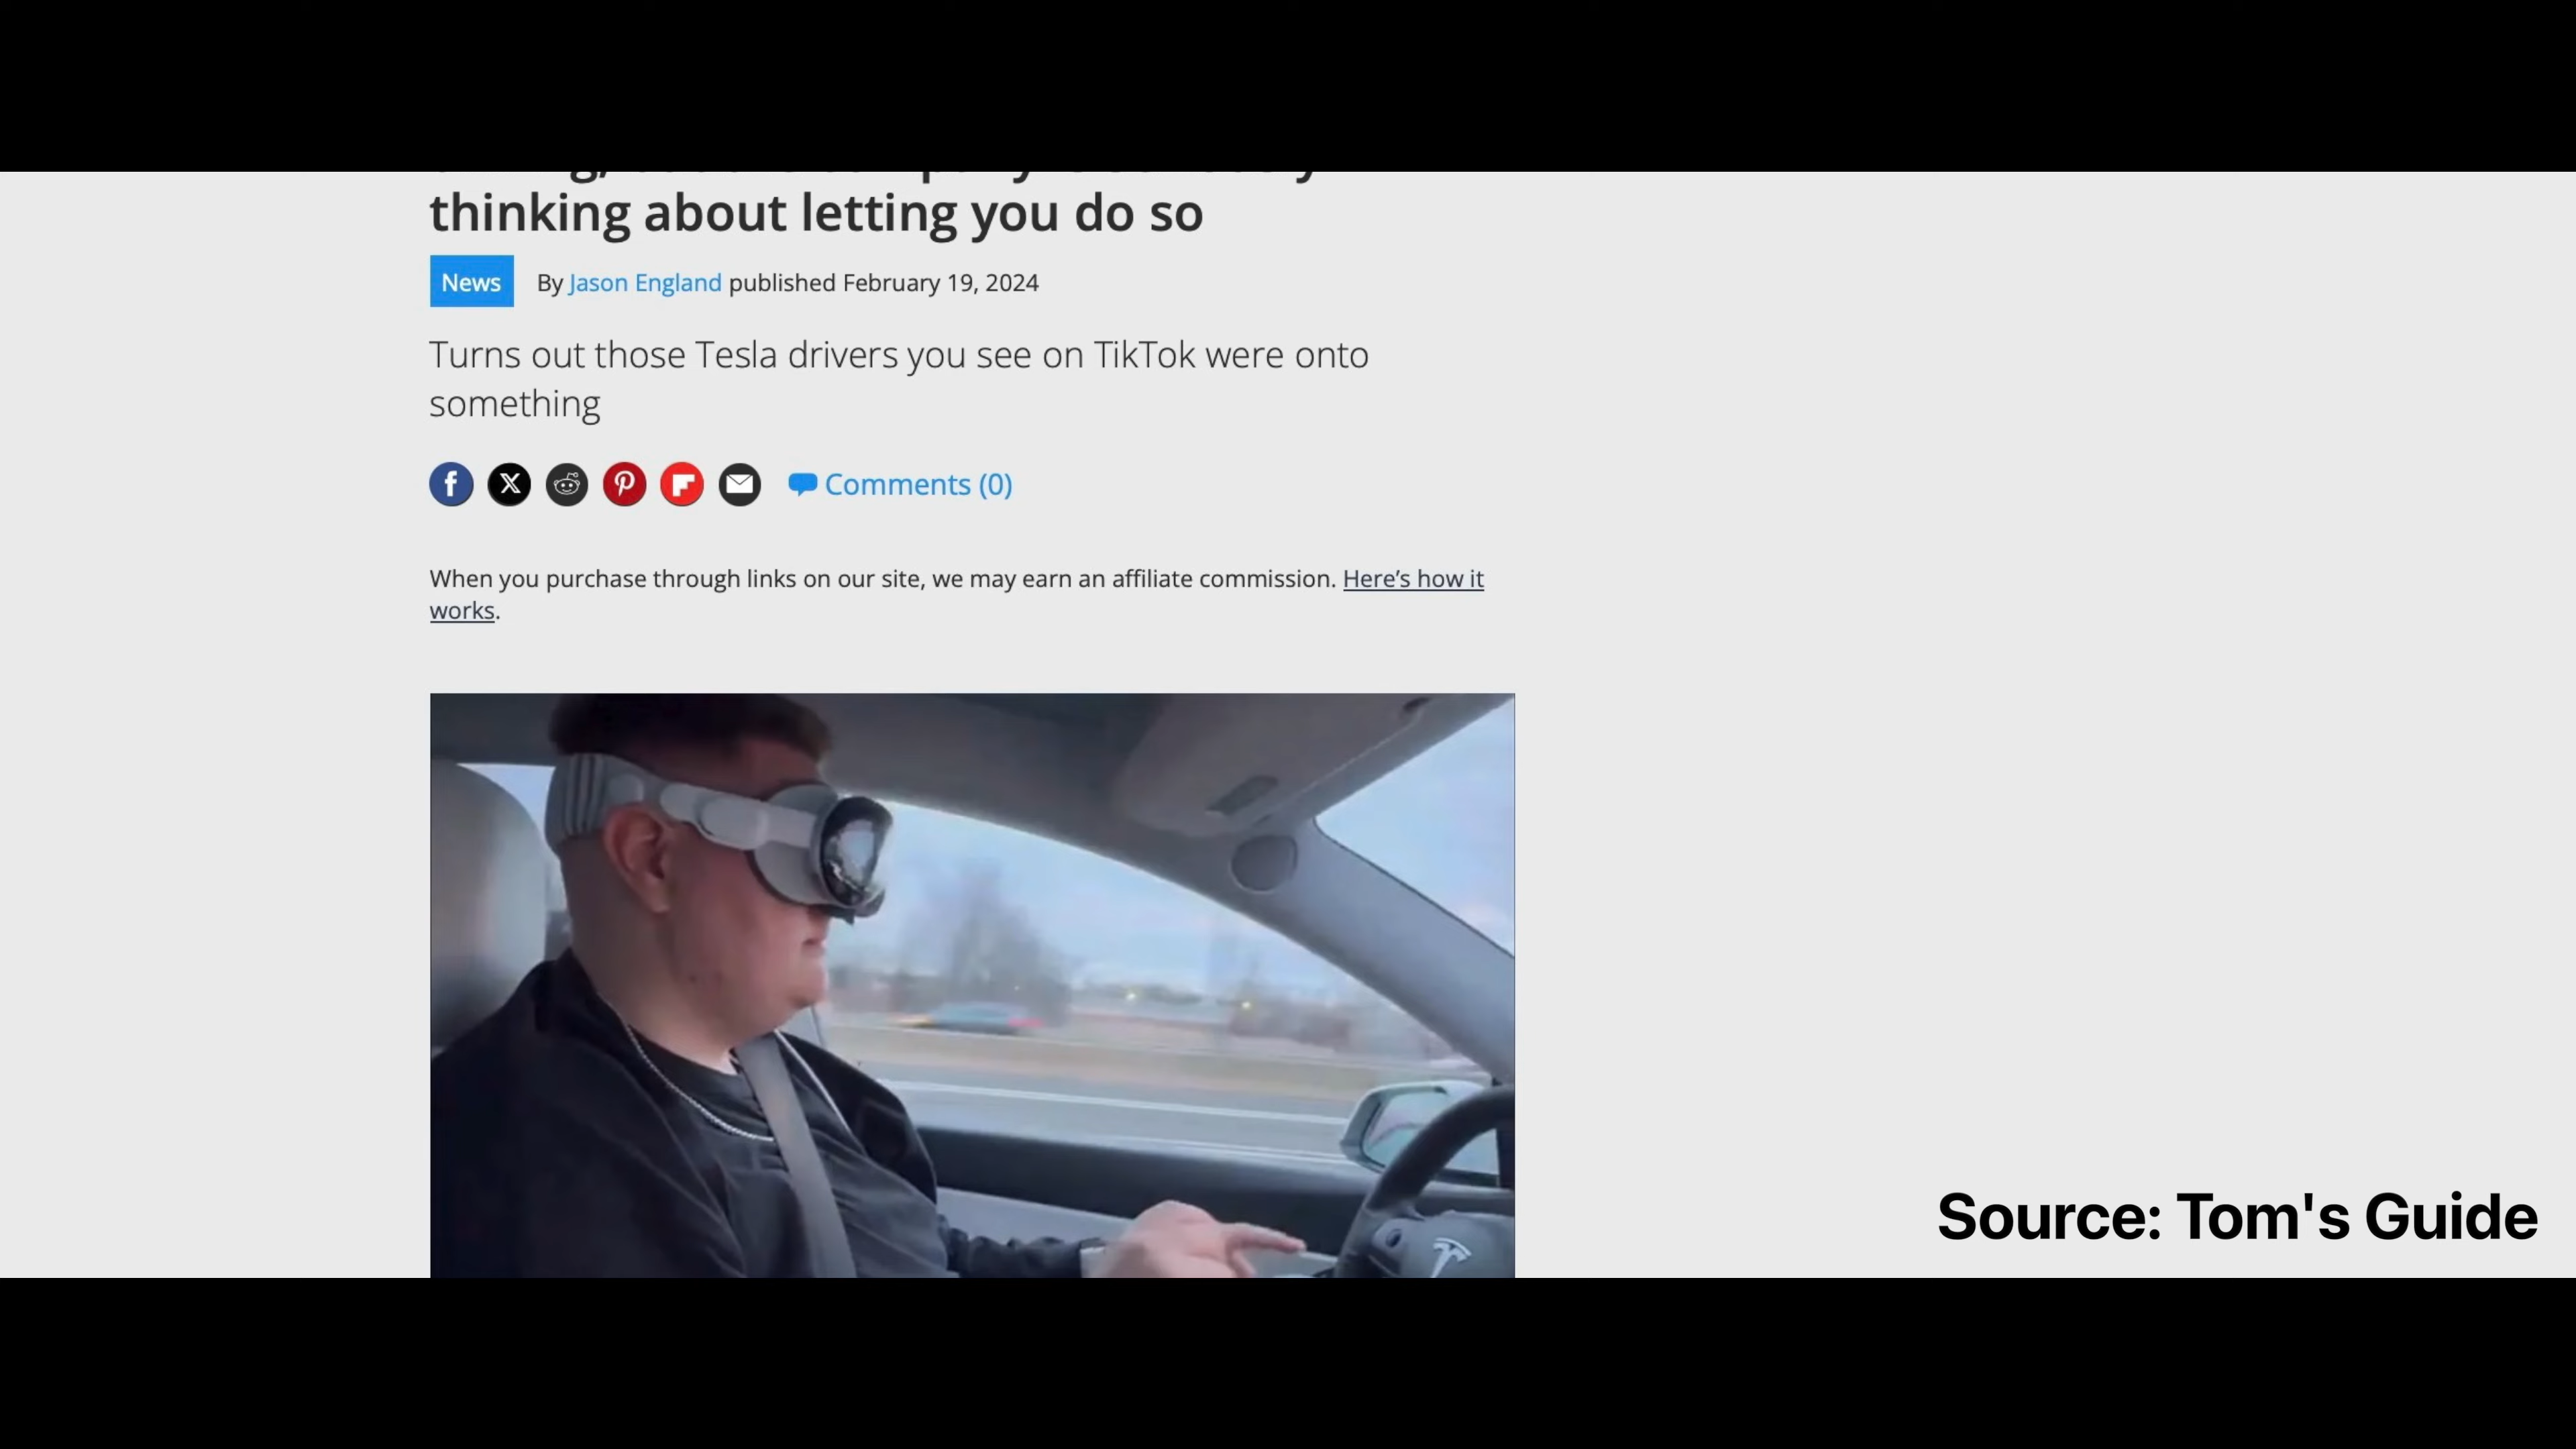 thinking about letting you do so
News
By Jason England published February 19, 2024
Turns out those Tesla drivers you see on TikTok were onto
something
Comments (0)
When you purchase through links on our site, we may earn an affiliate commission. Here’s how it
works.
Source: Tom's Guide